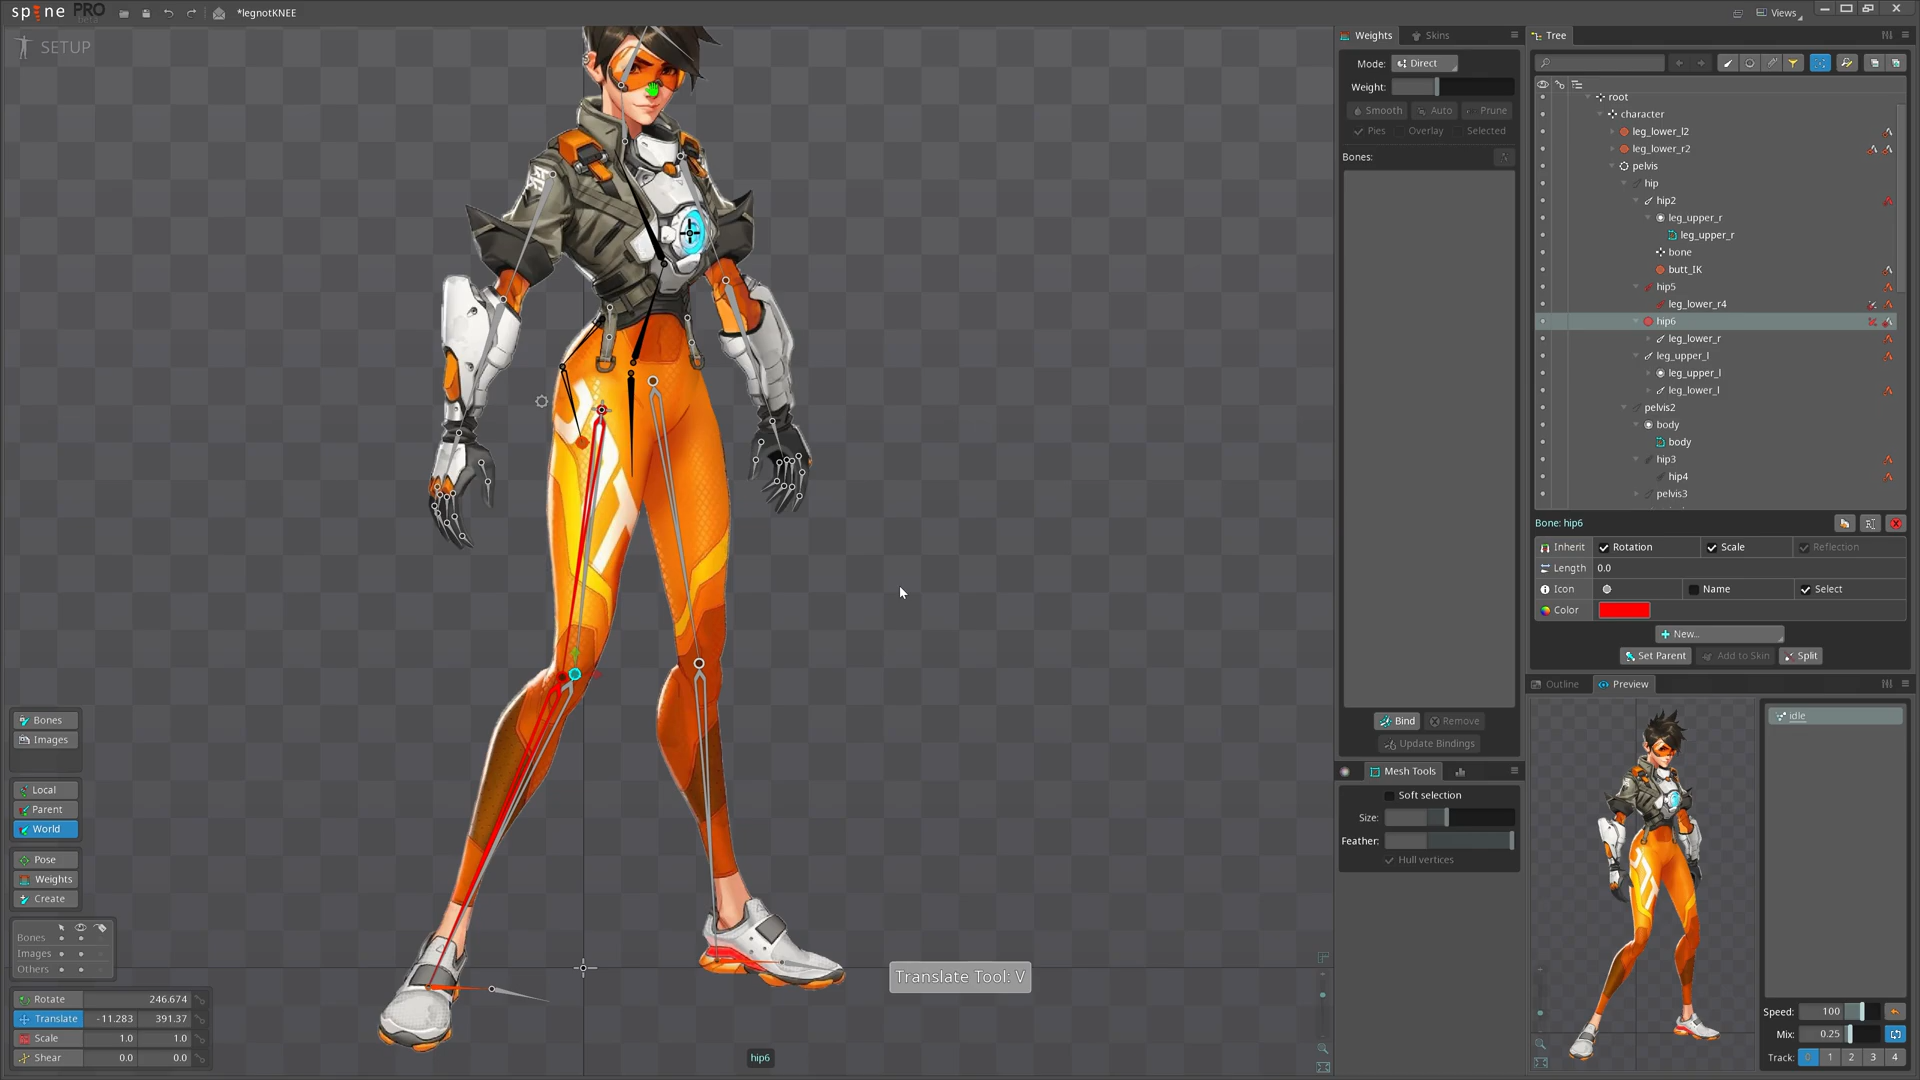 spine PRO
*legnotKNEE
Views
SETUP
Weights
Skins
Mode:
Direct
Weight:
Smooth
Auto
Prune
Pies
Overlay
Selected
Bones:
Bind
Remove
Update Bindings
Mesh Tools
Soft selection
Size:
Feather:
Hull vertices
Tree
root
character
leg_lower_l2
leg_lower_r2
pelvis
hip
hip2
leg_upper_r
leg_upper_r
bone
butt_IK
hip5
leg_lower_r4
hip6
leg_lower_r
leg_upper_l
leg_upper_l
leg_lower_l
pelvis2
body
body
hip3
hip4
pelvis3
Bone: hip6
Inherit
Rotation
Scale
Reflection
Length
0.0
Icon
Name
Select
Color
New...
Set Parent
Add to Skin
Split
Outline
Preview
idle
Speed:
100
Mix:
0.25
Track:
0
1
2
3
4
Bones
Images
Local
Parent
World
Pose
Weights
Create
Bones
Images
Others
Rotate
246.674
Translate
-11.283
391.37
Scale
1.0
1.0
Shear
0.0
0.0
Translate Tool: V
hip6